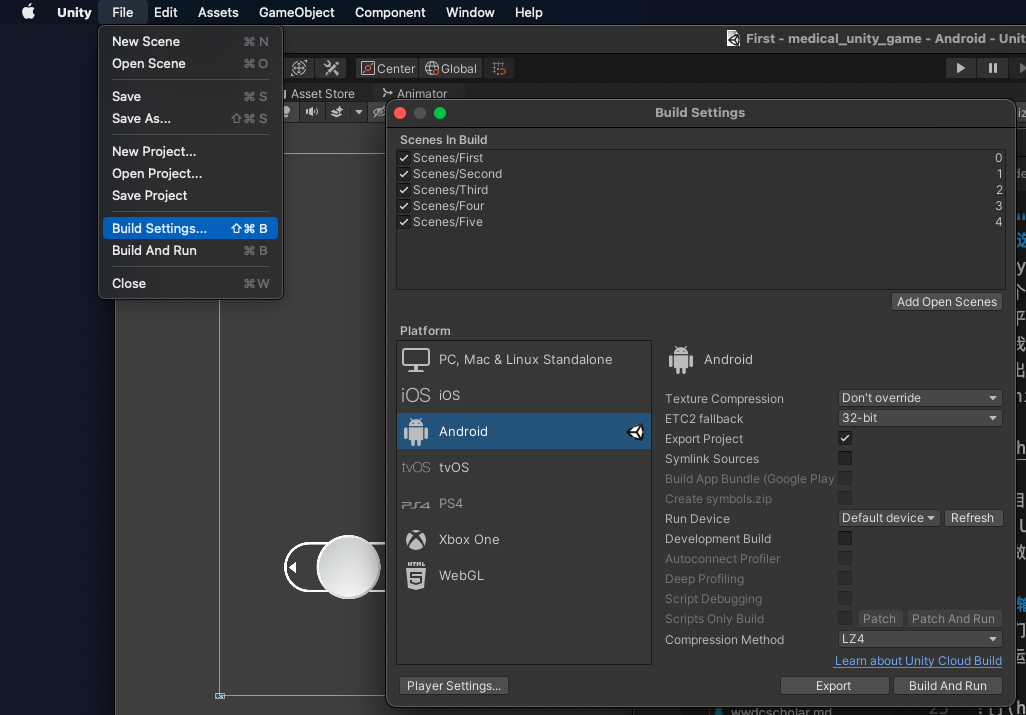 Unity File Edit Assets GameObject Component Window Help
New Scene ⌘ N
Open Scene ⌘ O
Save ⌘ S
Save As... ⇧ ⌘ S
New Project...
Open Project...
Save Project
Build Settings... ⇧ ⌘ B
Build And Run ⌘ B
Close ⌘ W
First - medical_unity_game - Android - Unit
Center Global
Asset Store Animator
Build Settings
Scenes In Build
Scenes/First 0
Scenes/Second 1
Scenes/Third 2
Scenes/Four 3
Scenes/Five 4
Add Open Scenes
Platform
PC, Mac & Linux Standalone
iOS iOS
Android
tvOS tvOS
PS4 PS4
Xbox One
HTML 5 WebGL
Android
Texture Compression Don't override
ETC2 fallback 32-bit
Export Project
Symlink Sources
Build App Bundle (Google Play
Create symbols.zip
Run Device Default device Refresh
Development Build
Autoconnect Profiler
Deep Profiling
Script Debugging
Scripts Only Build Patch Patch And Run
Compression Method LZ4
Learn about Unity Cloud Build
Player Settings... Export Build And Run
wwdcscholar.md